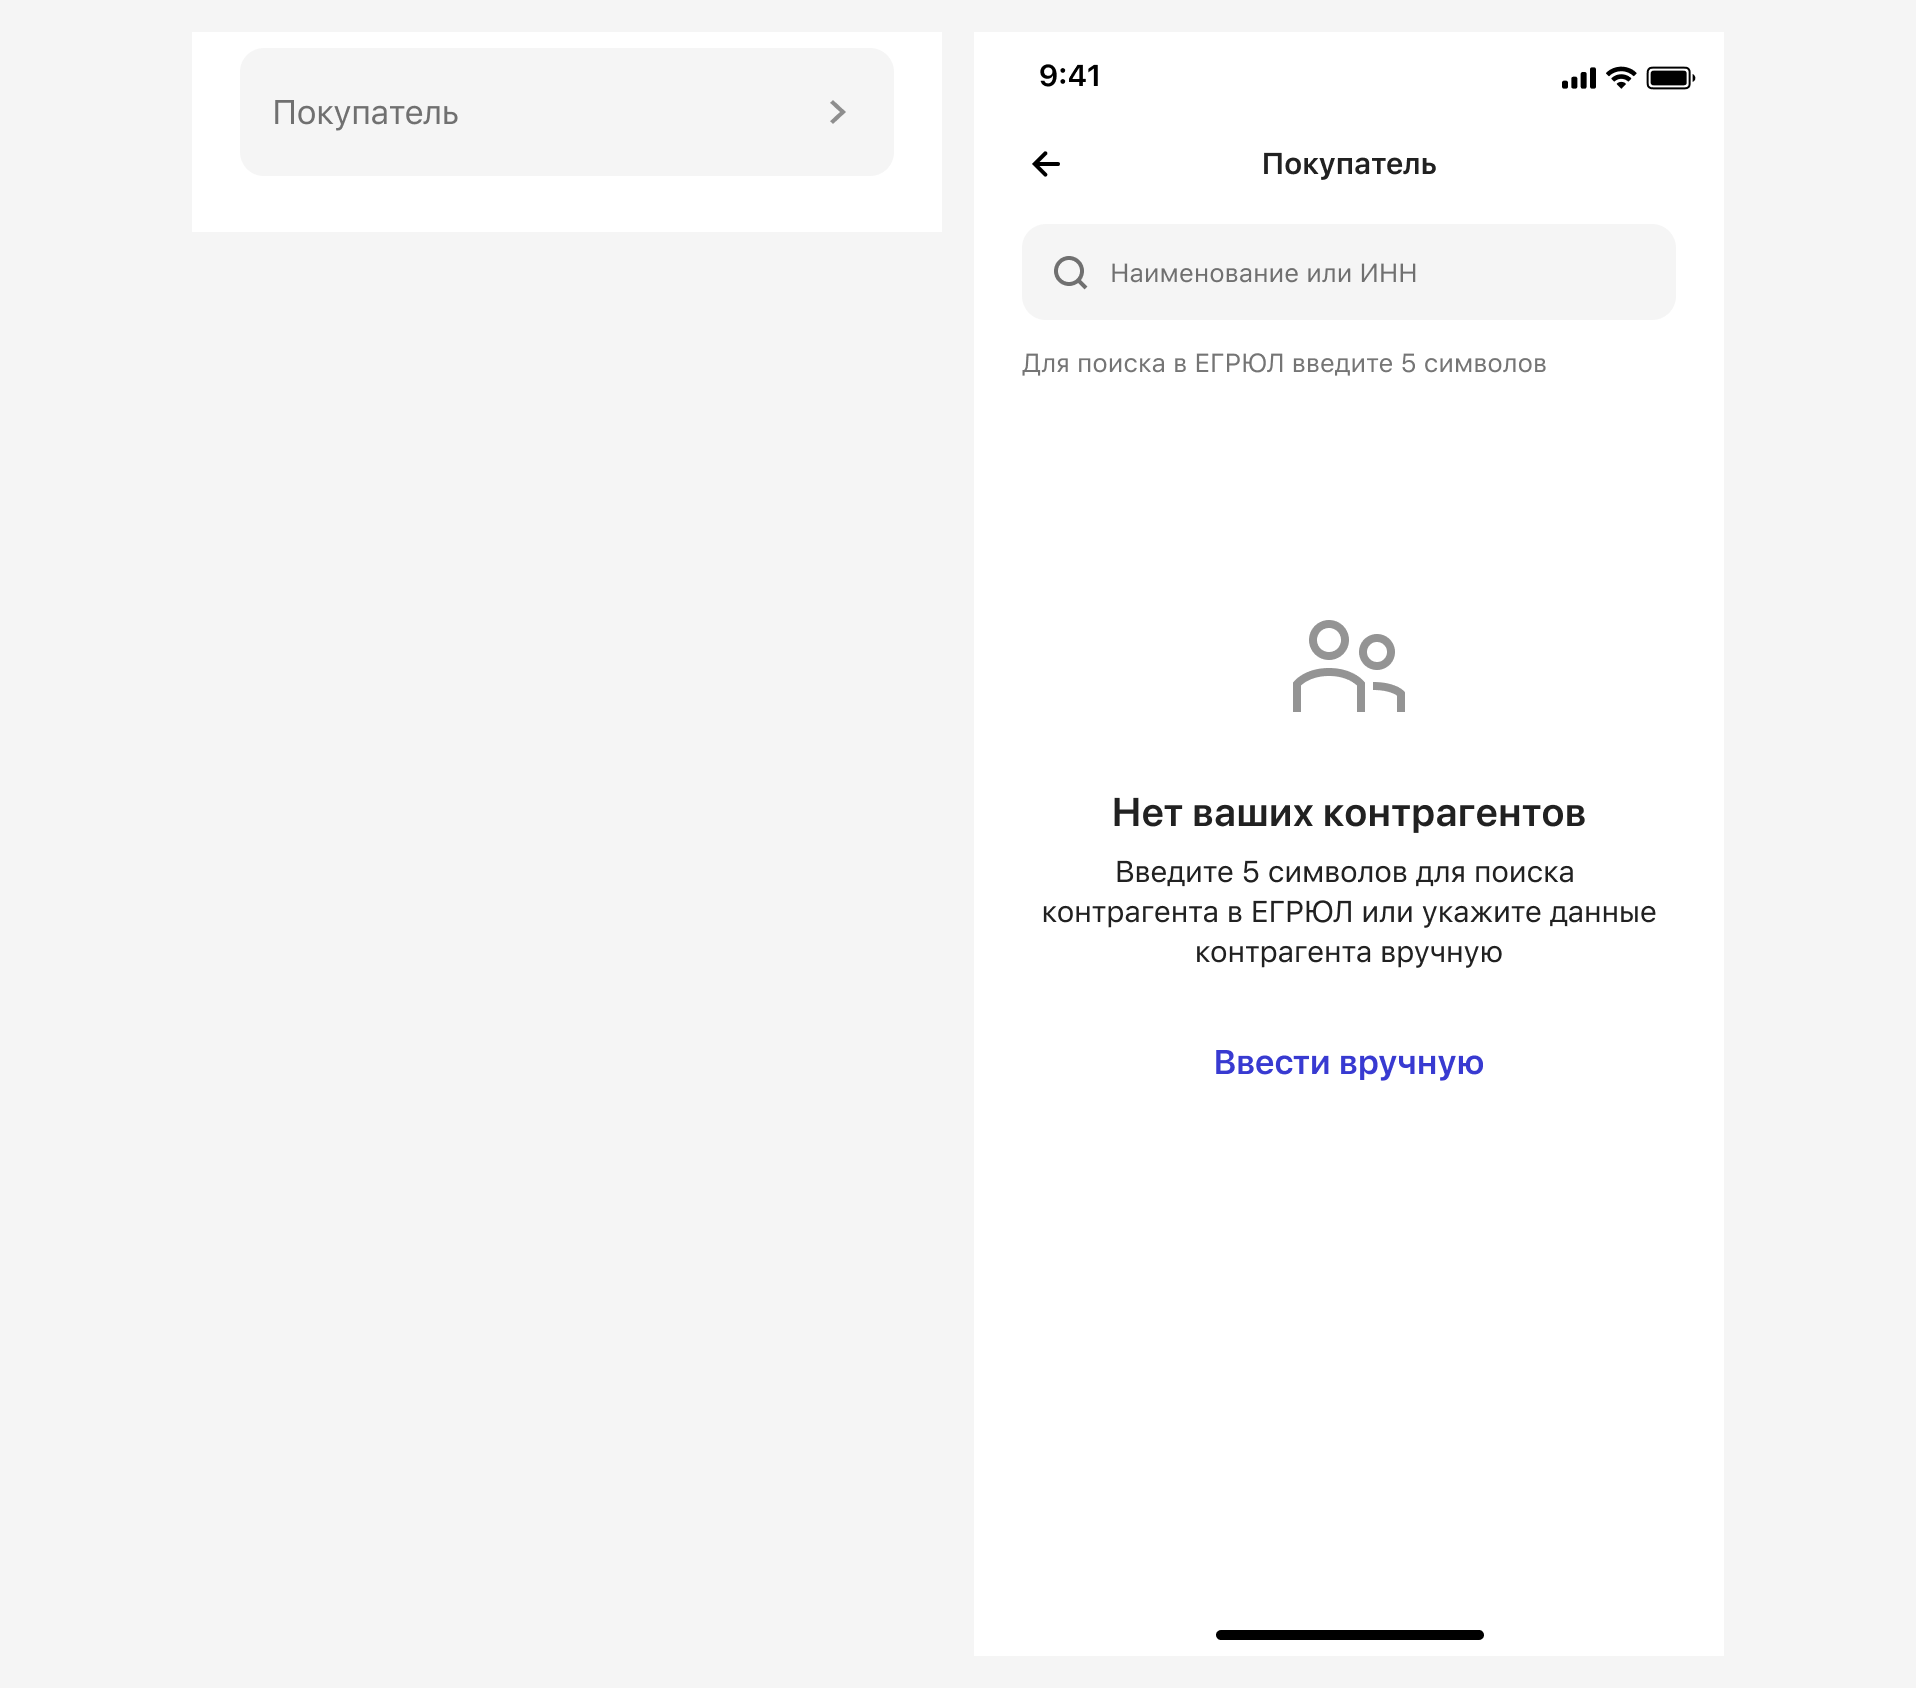 Покупатель
9:41
Покупатель
Наименование или ИНН
Для поиска в ЕГРЮЛ введите 5 символов
Нет ваших контрагентов
Введите 5 символов для поиска
контрагента в ЕГРЮЛ или укажите данные
контрагента вручную
Ввести вручную